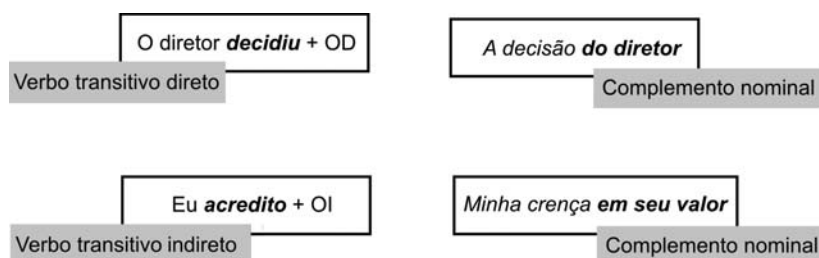 O diretor decidiu + OD
Verbo transitivo direto
A decisão do diretor
Complemento nominal
Eu acredito + OI
Verbo transitivo indireto
Minha crença em seu valor
Complemento nominal